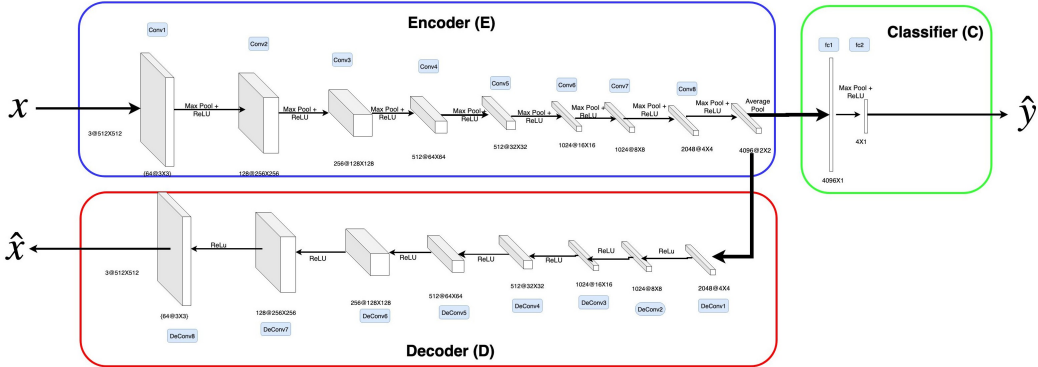 Encoder (E)
Conv1
Conv2
Conv3
Conv4
Conv5
Conv6
Conv7
Conv8
x
Max Pool +
ReLU
Max Pool +
ReLU
Max Pool +
ReLU
Max Pool +
ReLU
Max Pool +
ReLU
Max Pool +
ReLU
Max Pool +
ReLU
Max Pool +
ReLU
Average
Pool
3@512X512
(64@3X3)
128@256X256
256@128X128
512@64X64
512@32X32
1024@16X16
1024@8X8
2048@4X4
4096@2X2
Classifier (C)
fc1
fc2
Max Pool +
ReLU
4X1
4096X1
ŷ
x̂
ReLu
ReLU
ReLU
ReLU
ReLU
ReLU
ReLU
3@512X512
(64@3X3)
128@256X256
256@128X128
512@64X64
512@32X32
1024@16X16
1024@8X8
2048@4X4
DeConv8
DeConv7
DeConv6
DeConv5
DeConv4
DeConv3
DeConv2
DeConv1
Decoder (D)